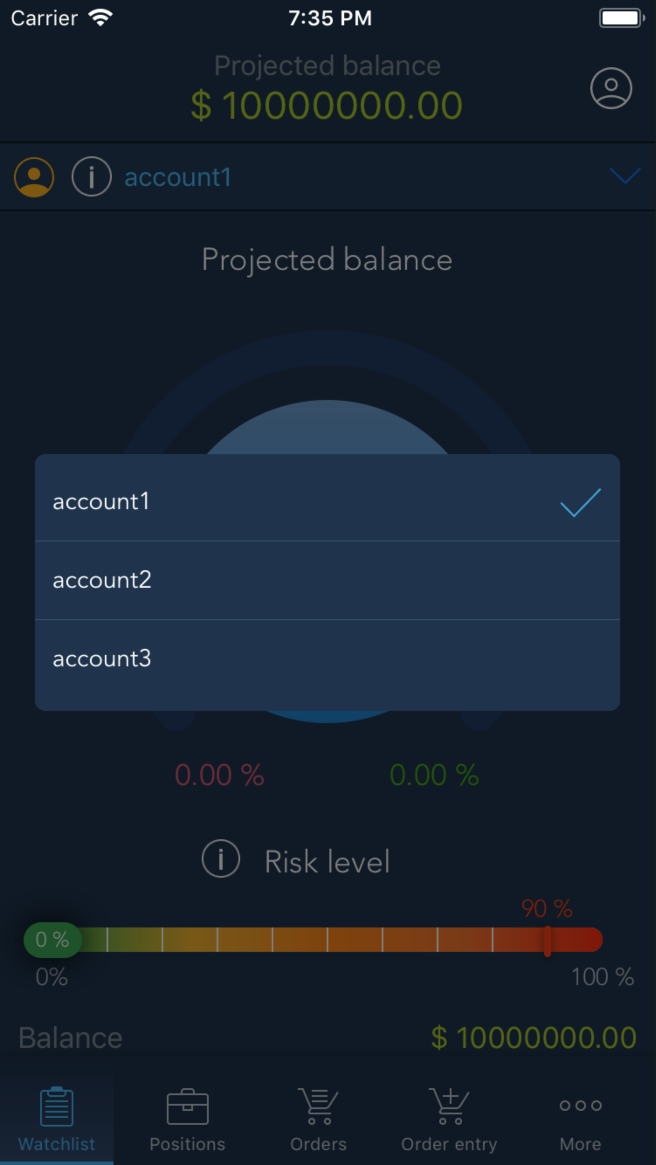 Carrier 7:35 PM
Projected balance
$ 10000000.00
i account1
Projected balance
account1
account2
account3
0.00 % 0.00 %
i Risk level
90 %
0 %
0% 100 %
Balance $ 10000000.00
Watchlist Positions Orders Order entry More